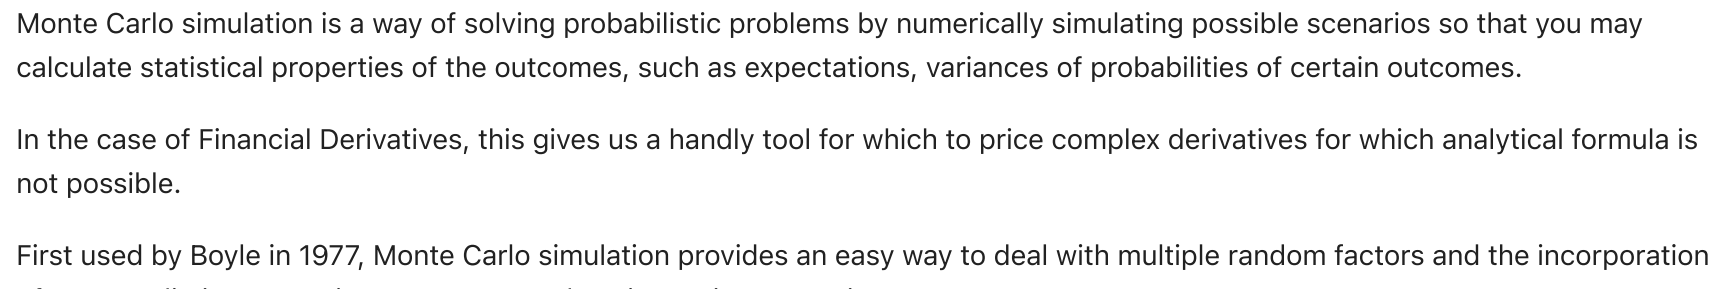 Monte Carlo simulation is a way of solving probabilistic problems by numerically simulating possible scenarios so that you may
calculate statistical properties of the outcomes, such as expectations, variances of probabilities of certain outcomes.
In the case of Financial Derivatives, this gives us a handly tool for which to price complex derivatives for which analytical formula is
not possible.
First used by Boyle in 1977, Monte Carlo simulation provides an easy way to deal with multiple random factors and the incorporation